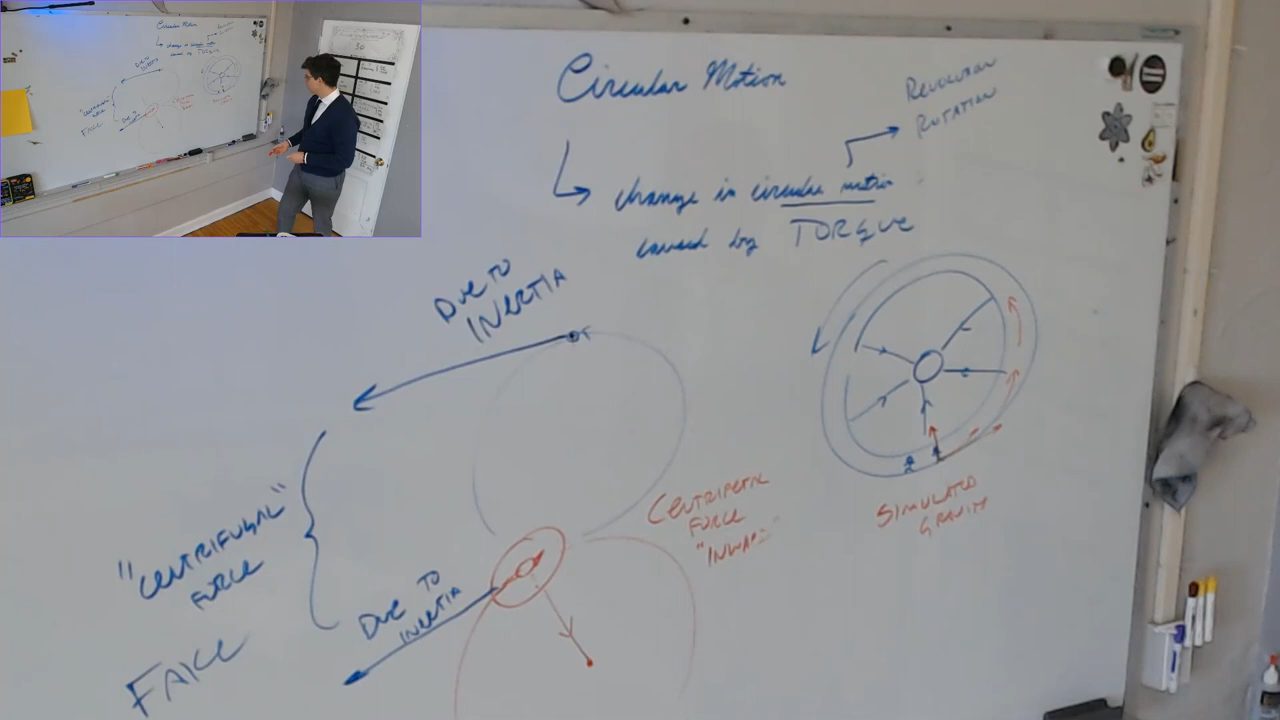 Circular Motion
REVOLUTION
ROTATION
change in circular motion
caused by TORQUE
DUE TO
INERTIA
"CENTRIFUGAL"
FORCE
FAKE
DUE TO
INERTIA
CENTRIPETAL
FORCE
SIMULATED
GRAVITY